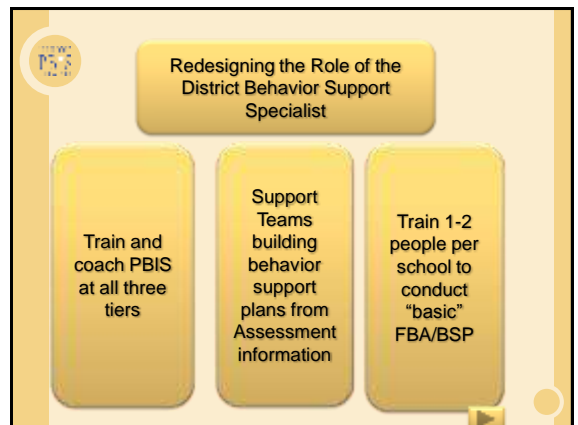 PBIS
Redesigning the Role of the
District Behavior Support
Specialist
Train and
coach PBIS
at all three
tiers
Support
Teams
building
behavior
support
plans from
Assessment
information
Train 1-2
people per
school to
conduct
“basic”
FBA/BSP